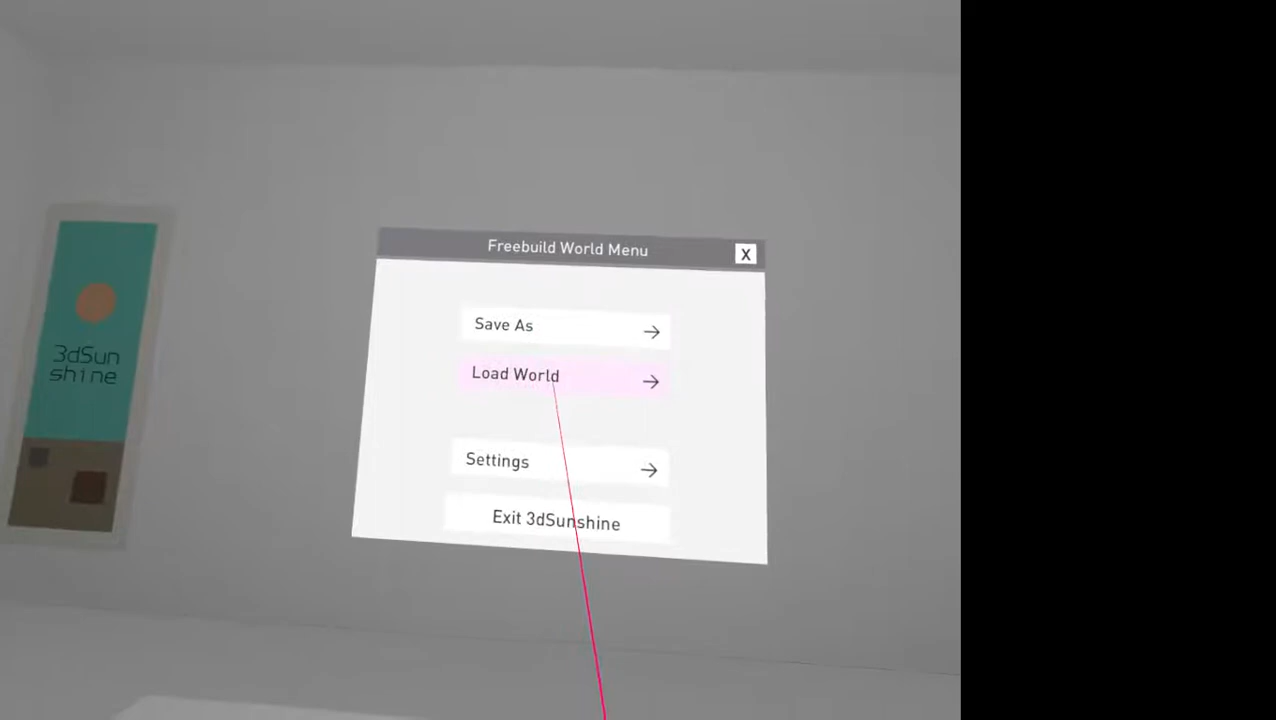 Freebuild World Menu
X
Save As
Load World
Settings
Exit 3dSunshine
3dSun
shine